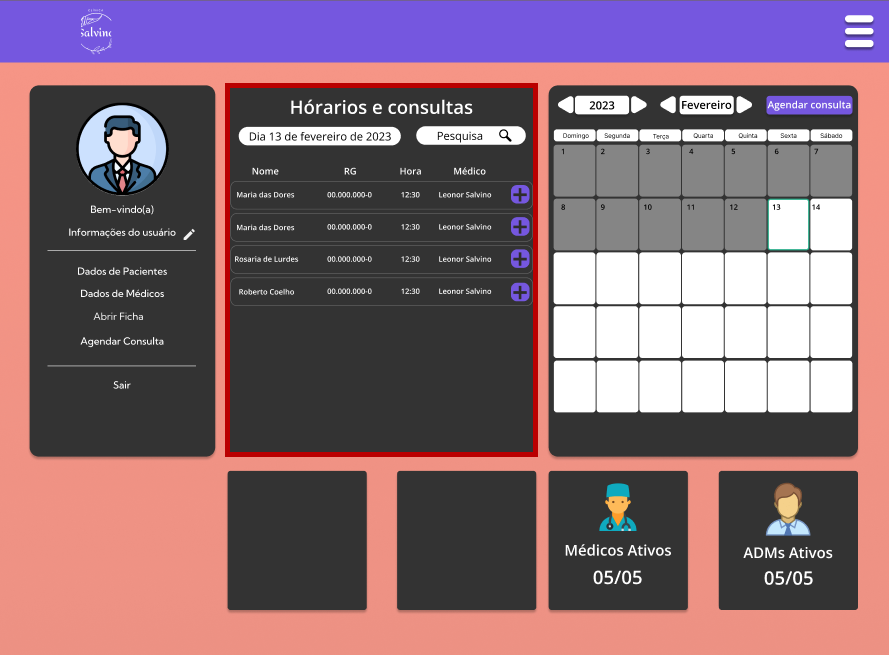 Salvino
Bem-vindo(a)
Informações do usuário
Dados de Pacientes
Dados de Médicos
Abrir Ficha
Agendar Consulta
Sair
Hórarios e consultas
Dia 13 de fevereiro de 2023 Pesquisa
Nome RG Hora Médico
Maria das Dores 00.000.000-0 12:30 Leonor Salvino
Maria das Dores 00.000.000-0 12:30 Leonor Salvino
Rosaria de Lurdes 00.000.000-0 12:30 Leonor Salvino
Roberto Coelho 00.000.000-0 12:30 Leonor Salvino
2023 Fevereiro Agendar consulta
Domingo Segunda Terça Quarta Quinta Sexta Sábado
1 2 3 4 5 6 7
8 9 10 11 12 13 14
Médicos Ativos
05/05
ADMs Ativos
05/05